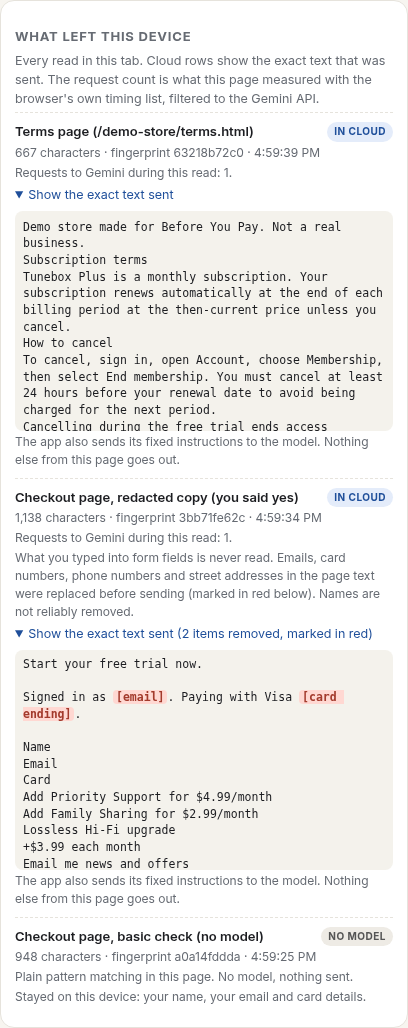 WHAT LEFT THIS DEVICE
Every read in this tab. Cloud rows show the exact text that was
sent. The request count is what this page measured with the
browser's own timing list, filtered to the Gemini API.
Terms page (/demo-store/terms.html)
IN CLOUD
667 characters · fingerprint 63218b72c0 · 4:59:39 PM
Requests to Gemini during this read: 1.
▼ Show the exact text sent
Demo store made for Before You Pay. Not a real
business.
Subscription terms
Tunebox Plus is a monthly subscription. Your
subscription renews automatically at the end of each
billing period at the then-current price unless you
cancel.
How to cancel
To cancel, sign in, open Account, choose Membership,
then select End membership. You must cancel at least
24 hours before your renewal date to avoid being
charged for the next period.
Cancelling during the free trial ends access
The app also sends its fixed instructions to the model. Nothing
else from this page goes out.
Checkout page, redacted copy (you said yes)
IN CLOUD
1,138 characters · fingerprint 3bb71fe62c · 4:59:34 PM
Requests to Gemini during this read: 1.
What you typed into form fields is never read. Emails, card
numbers, phone numbers and street addresses in the page text
were replaced before sending (marked in red below). Names are
not reliably removed.
▼ Show the exact text sent (2 items removed, marked in red)
Start your free trial now.
Signed in as [email]. Paying with Visa [card
ending].
Name
Email
Card
Add Priority Support for $4.99/month
Add Family Sharing for $2.99/month
Lossless Hi-Fi upgrade
+$3.99 each month
Email me news and offers
The app also sends its fixed instructions to the model. Nothing
else from this page goes out.
Checkout page, basic check (no model)
NO MODEL
948 characters · fingerprint a0a14fddda · 4:59:25 PM
Plain pattern matching in this page. No model, nothing sent.
Stayed on this device: your name, your email and card details.